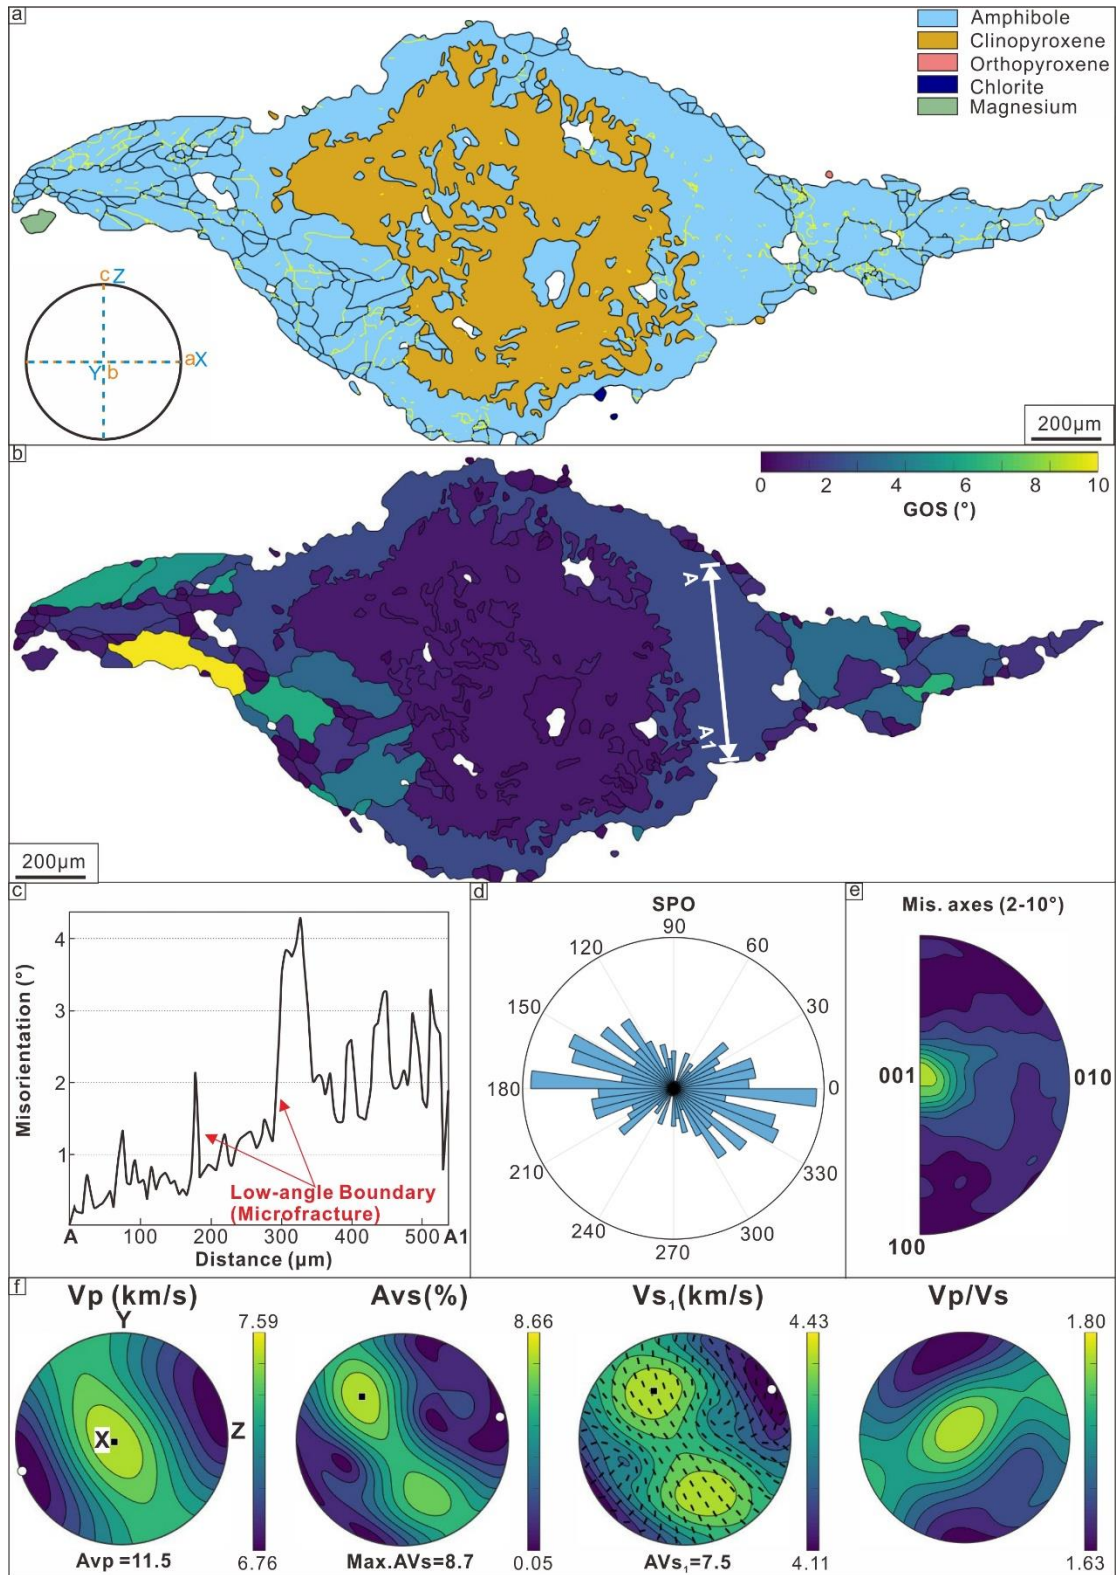 a
Amphibole
Clinopyroxene
Orthopyroxene
Chlorite
Magnesium
c Z
a X
Y b
200μm
b
0 2 4 6 8 10
GOS (°)
A
A1
200μm
c
4
3
2
1
Misorientation (°)
Low-angle Boundary
(Microfracture)
A 100 200 300 400 500 A1
Distance (μm)
d
SPO
90
120 60
150 30
180 0
210 330
240 300
270
e
Mis. axes (2-10°)
001 010
100
f
Vp (km/s) Avs(%) Vs₁(km/s) Vp/Vs
Y 7.59 8.66 4.43 1.80
X Z
Avp =11.5 6.76 Max.AVs=8.7 0.05 AVs₁=7.5 4.11 1.63